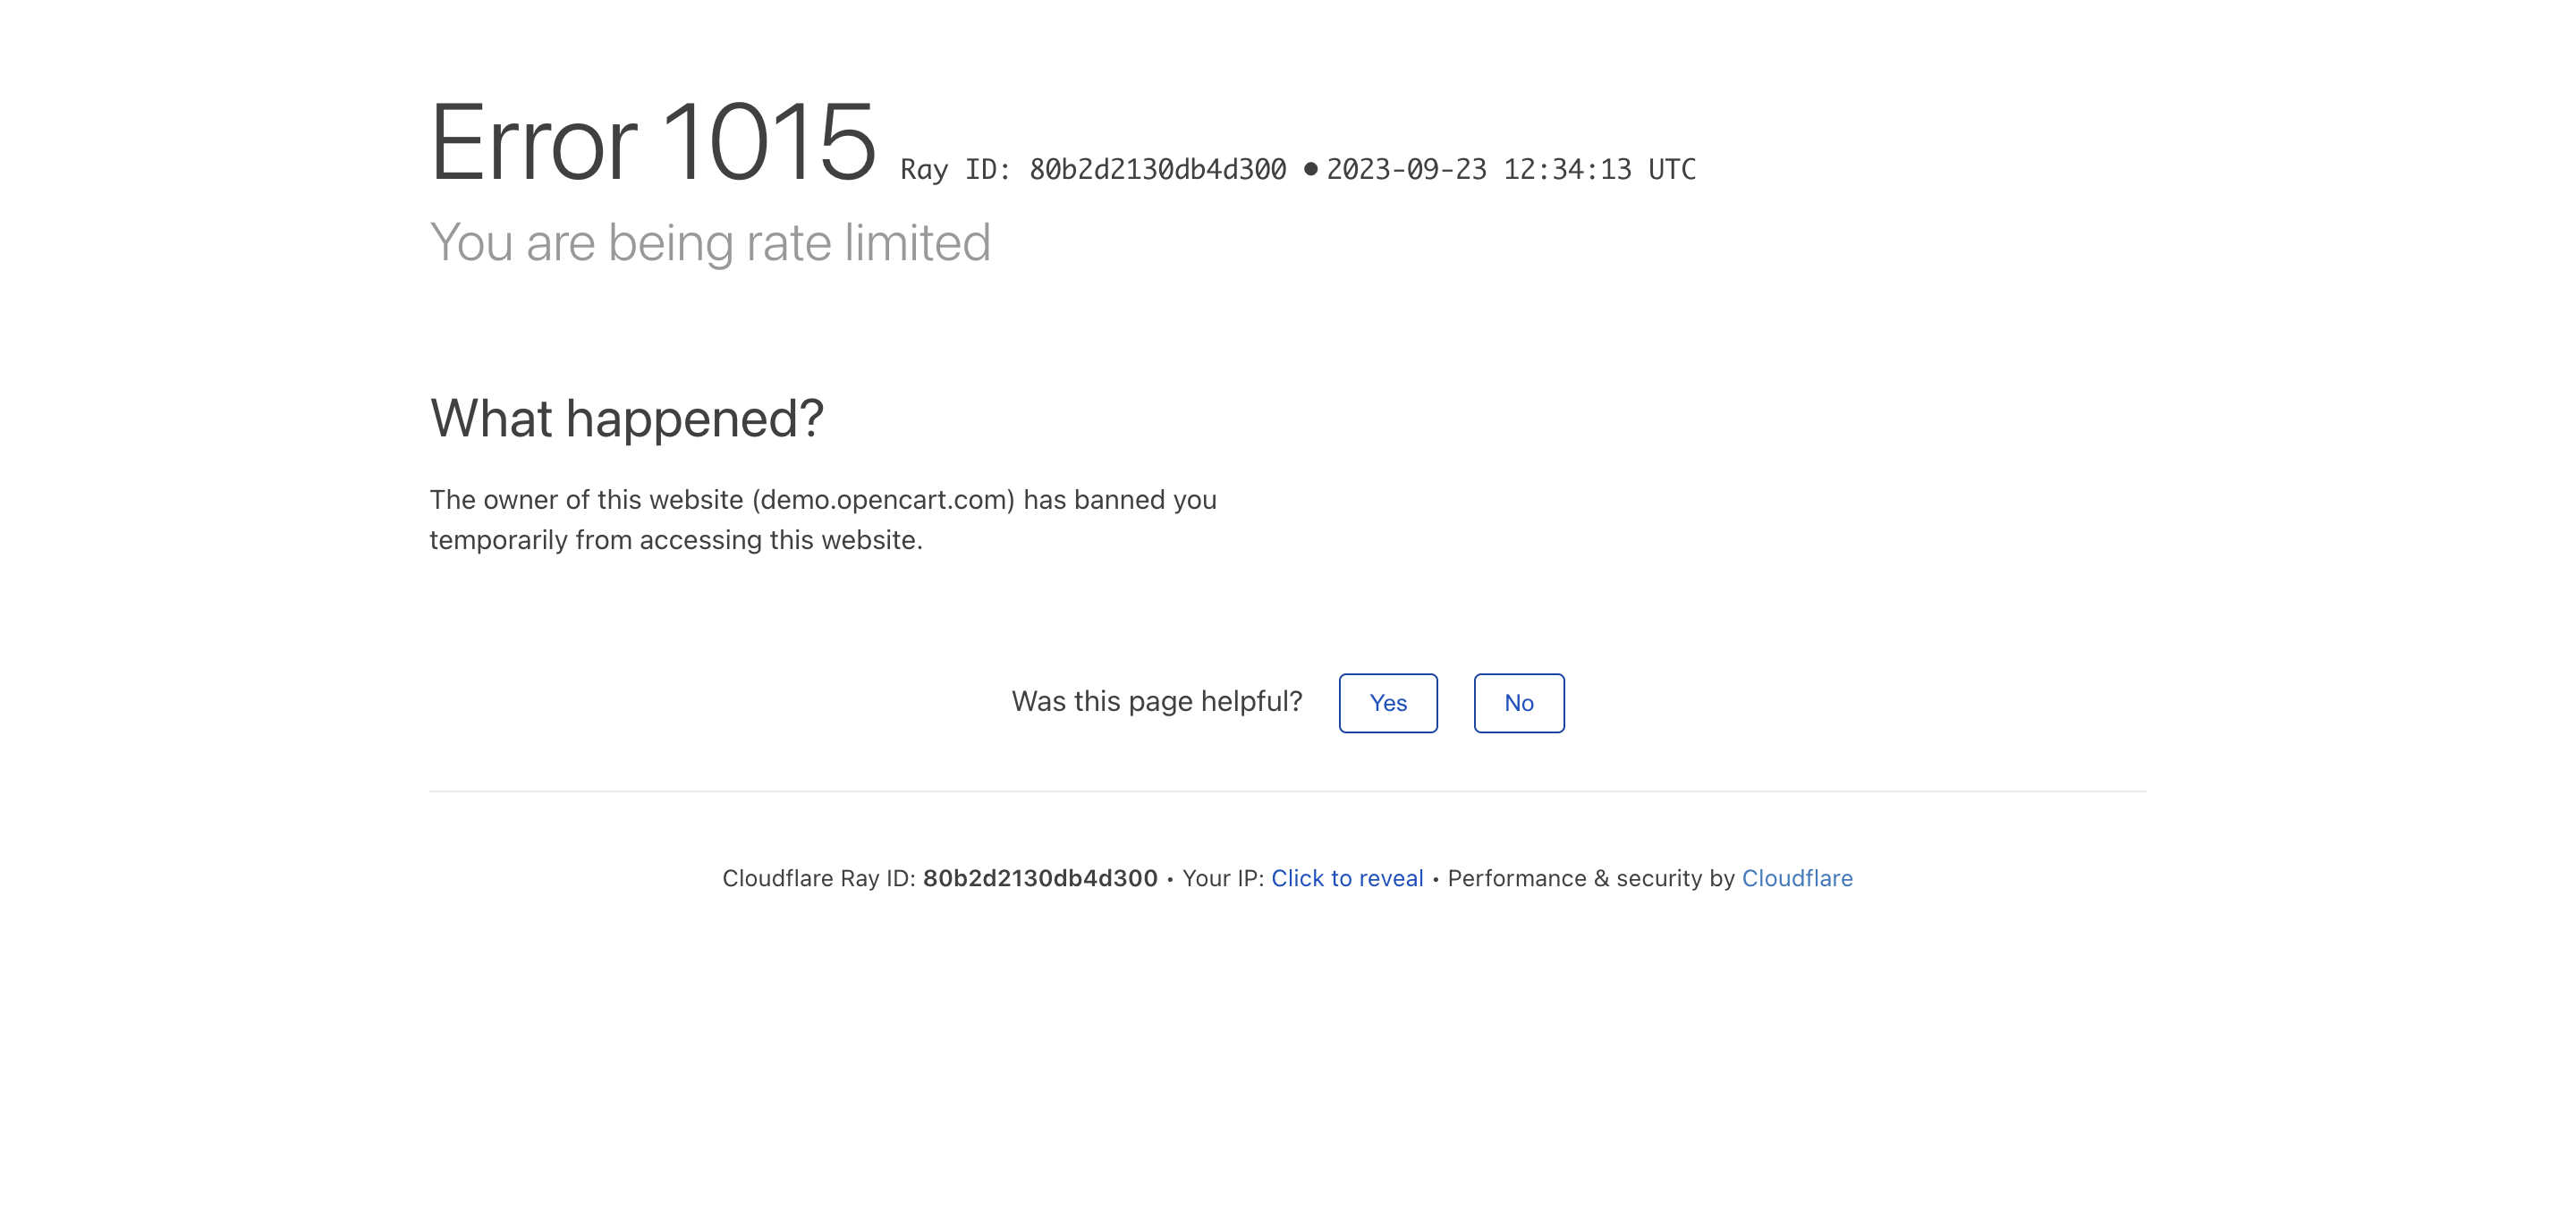 Error 1015 Ray ID: 80b2d2130db4d300 • 2023-09-23 12:34:13 UTC
You are being rate limited
What happened?
The owner of this website (demo.opencart.com) has banned you
temporarily from accessing this website.
Was this page helpful? Yes No
Cloudflare Ray ID: 80b2d2130db4d300 • Your IP: Click to reveal • Performance & security by Cloudflare